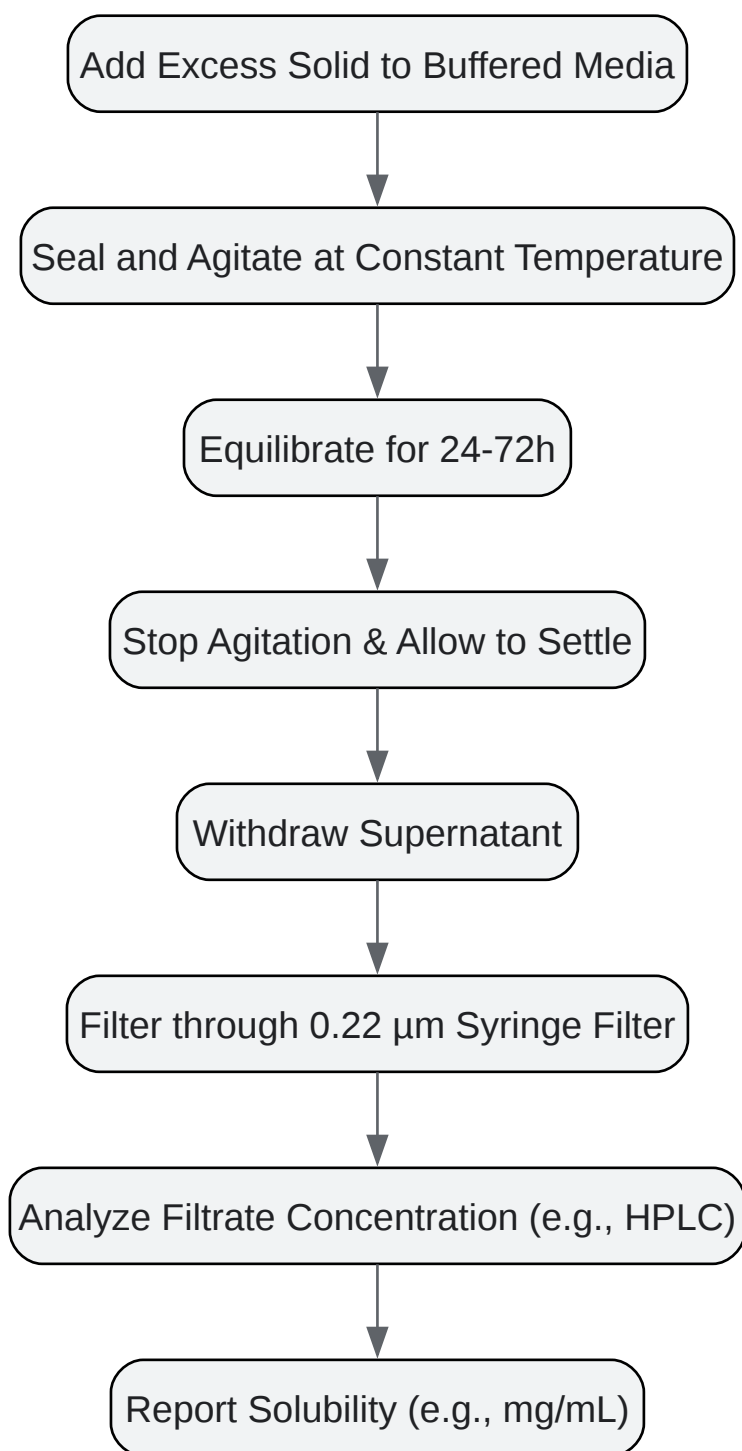 Add Excess Solid to Buffered Media
Seal and Agitate at Constant Temperature
Equilibrate for 24-72h
Stop Agitation & Allow to Settle
Withdraw Supernatant
Filter through 0.22 µm Syringe Filter
Analyze Filtrate Concentration (e.g., HPLC)
Report Solubility (e.g., mg/mL)